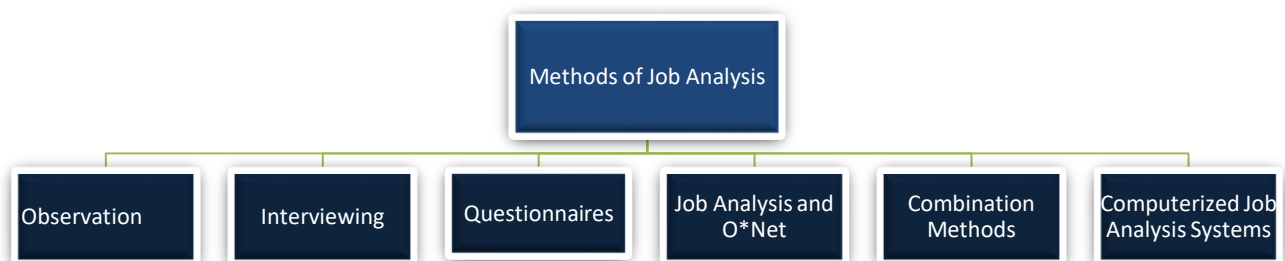 Methods of Job Analysis
Observation
Interviewing
Questionnaires
Job Analysis and
O*Net
Combination
Methods
Computerized Job
Analysis Systems